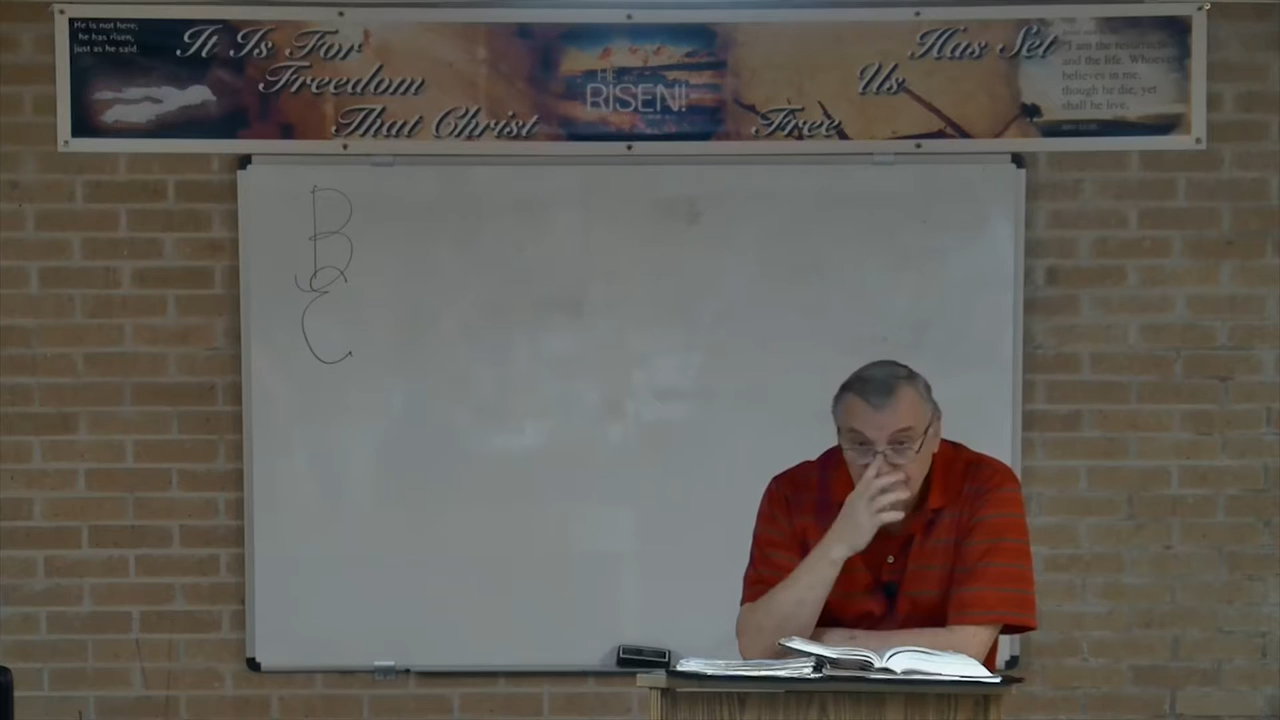 He is not here;
he has risen,
just as he said.
It Is For
Freedom
That Christ
HE
RISEN!
Has Set
Us
Free
"I am the resurrection
and the life. Whoever
believes in me,
though he die, yet
shall he live,
B
C